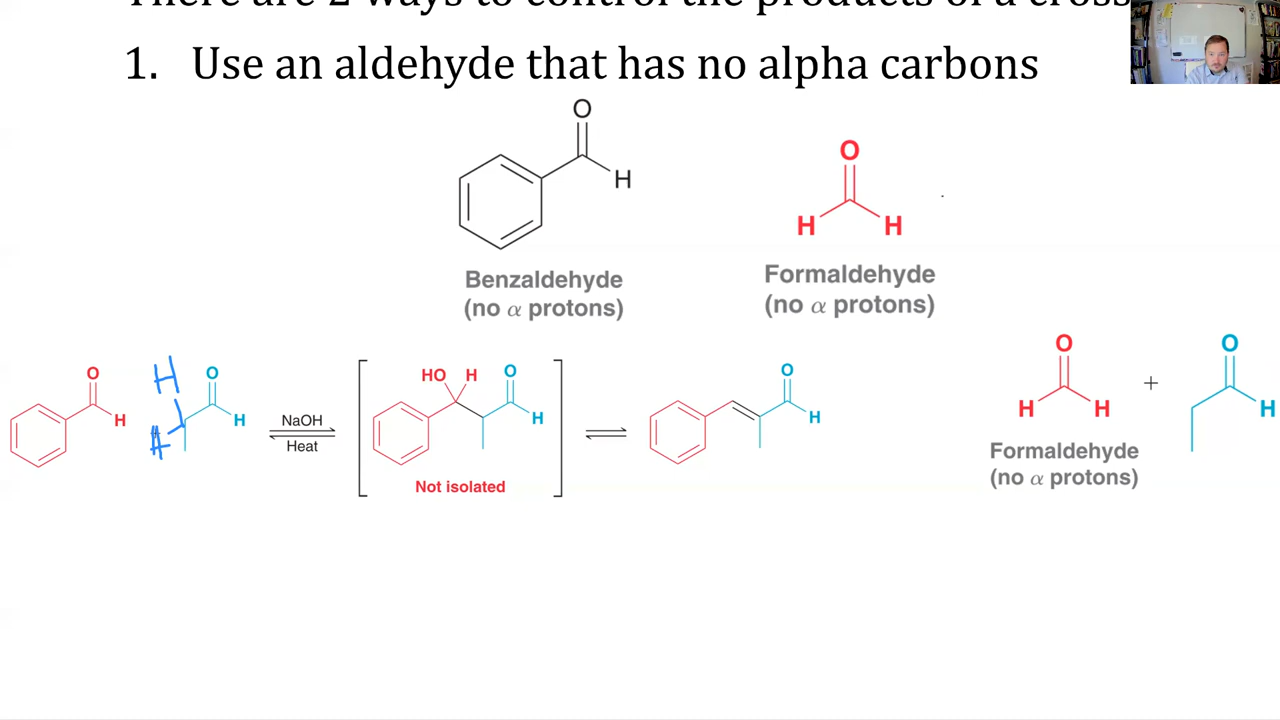 There are 2 ways to control the products of a cross
1. Use an aldehyde that has no alpha carbons
O
H
Benzaldehyde
(no α protons)
O
H H
Formaldehyde
(no α protons)
O
H
H
H
O
H
NaOH
Heat
HO H O
H
Not isolated
O
H
O
H H
Formaldehyde
(no α protons)
+
O
H